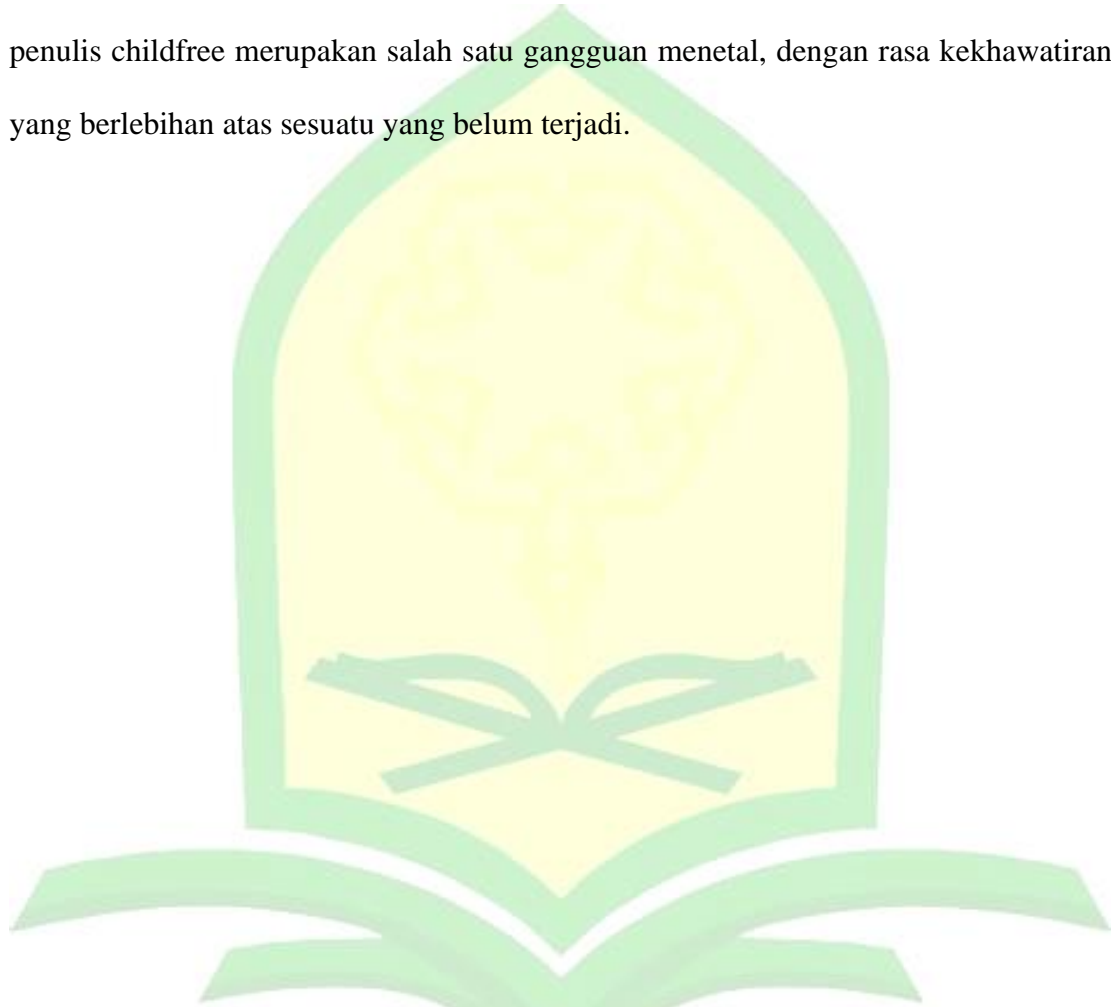 penulis childfree merupakan salah satu gangguan menetal, dengan rasa kekhawatiran
yang berlebihan atas sesuatu yang belum terjadi.